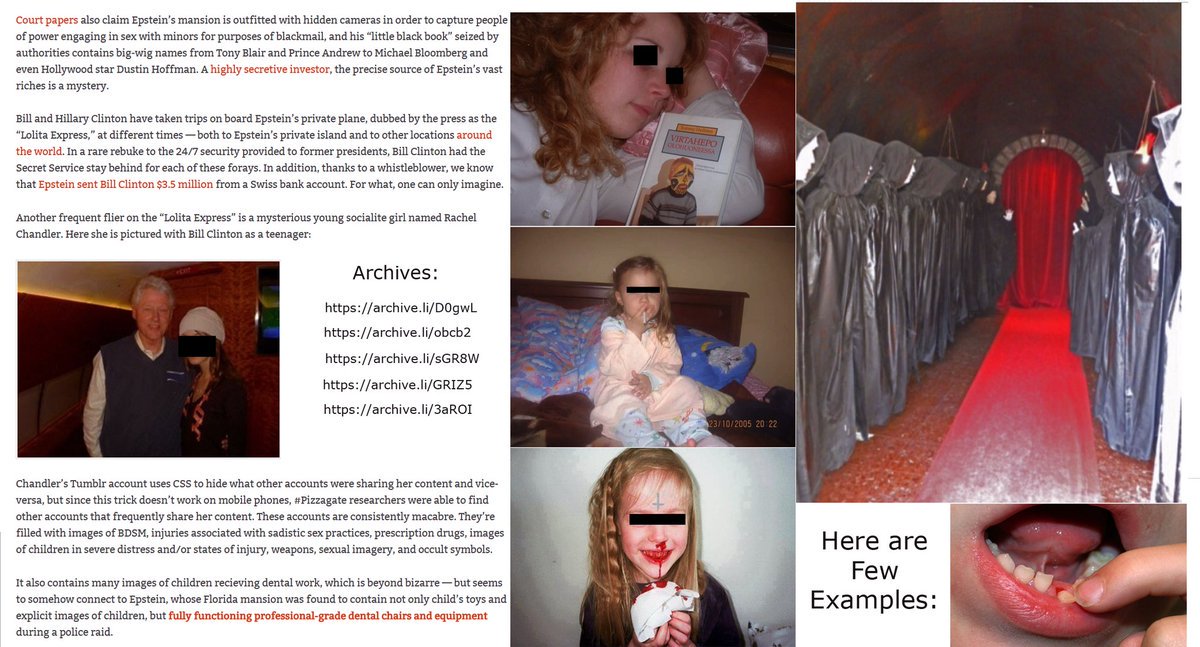 Court papers also claim Epstein's mansion is outfitted with hidden cameras in order to capture people
of power engaging in sex with minors for purposes of blackmail, and his "little black book" seized by
authorities contains big-wig names from Tony Blair and Prince Andrew to Michael Bloomberg and
even Hollywood star Dustin Hoffman. A highly secretive investor, the precise source of Epstein's vast
riches is a mystery.
Bill and Hillary Clinton have taken trips on board Epstein's private plane, dubbed by the press as the
"Lolita Express," at different times — both to Epstein's private island and to other locations around
the world. In a rare rebuke to the 24/7 security provided to former presidents, Bill Clinton had the
Secret Service stay behind for each of these forays. In addition, thanks to a whistleblower, we know
that Epstein sent Bill Clinton $3.5 million from a Swiss bank account. For what, one can only imagine.
Another frequent flier on the "Lolita Express" is a mysterious young socialite girl named Rachel
Chandler. Here she is pictured with Bill Clinton as a teenager:
Archives:
https://archive.li/D0gwL
https://archive.li/obcb2
https://archive.li/sGR8W
https://archive.li/GRIZ5
https://archive.li/3aROI
Chandler's Tumblr account uses CSS to hide what other accounts were sharing her content and vice-
versa, but since this trick doesn't work on mobile phones, #Pizzagate researchers were able to find
other accounts that frequently share her content. These accounts are consistently macabre. They're
filled with images of BDSM, injuries associated with sadistic sex practices, prescription drugs, images
of children in severe distress and/or states of injury, weapons, sexual imagery, and occult symbols.
It also contains many images of children recieving dental work, which is beyond bizarre — but seems
to somehow connect to Epstein, whose Florida mansion was found to contain not only child's toys and
explicit images of children, but fully functioning professional-grade dental chairs and equipment
during a police raid.
VIRTAHEPO
OLOHUONEESSA
23/10/2005 20 22
Here are
Few
Examples: